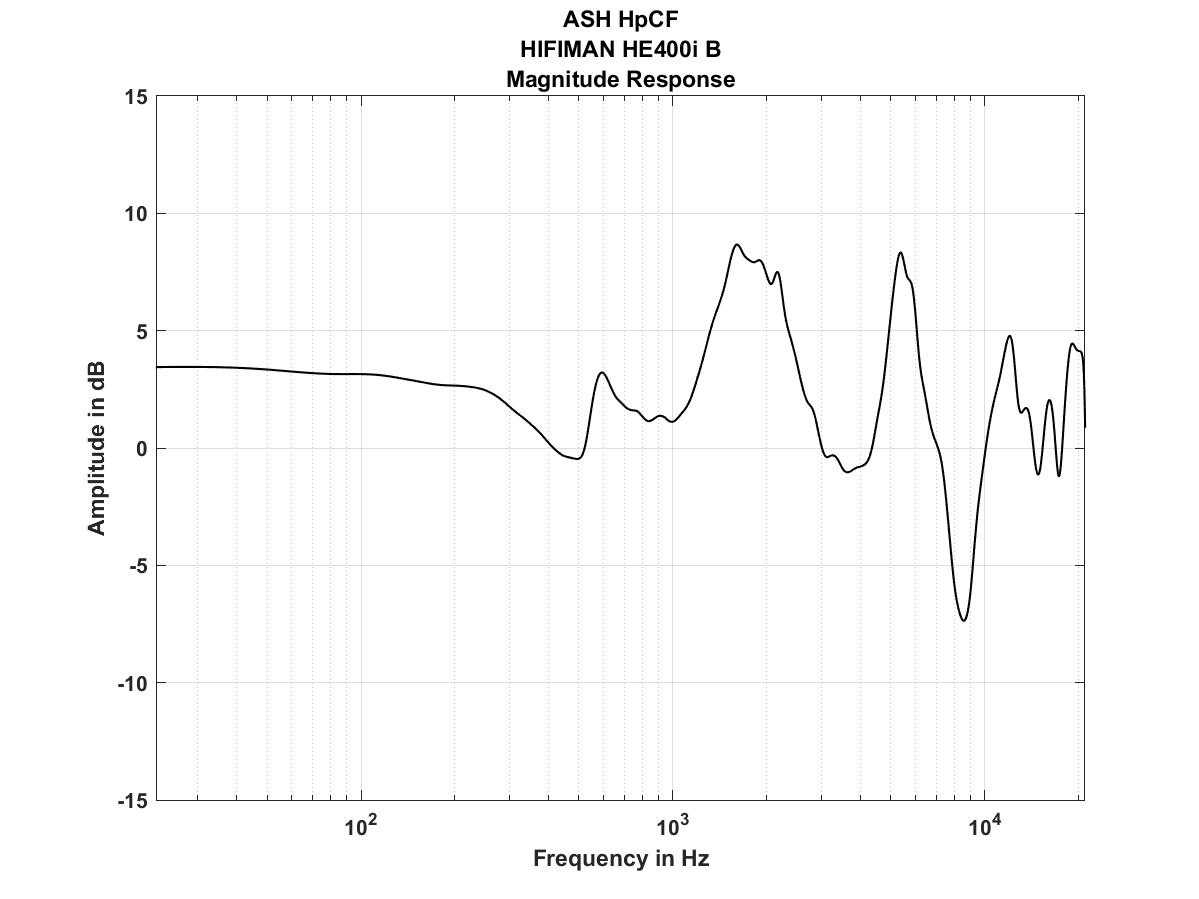 ASH HpCF
HIFIMAN HE400i B
Magnitude Response
15
10
5
0
-5
-10
-15
Amplitude in dB
10² 10³ 10⁴
Frequency in Hz